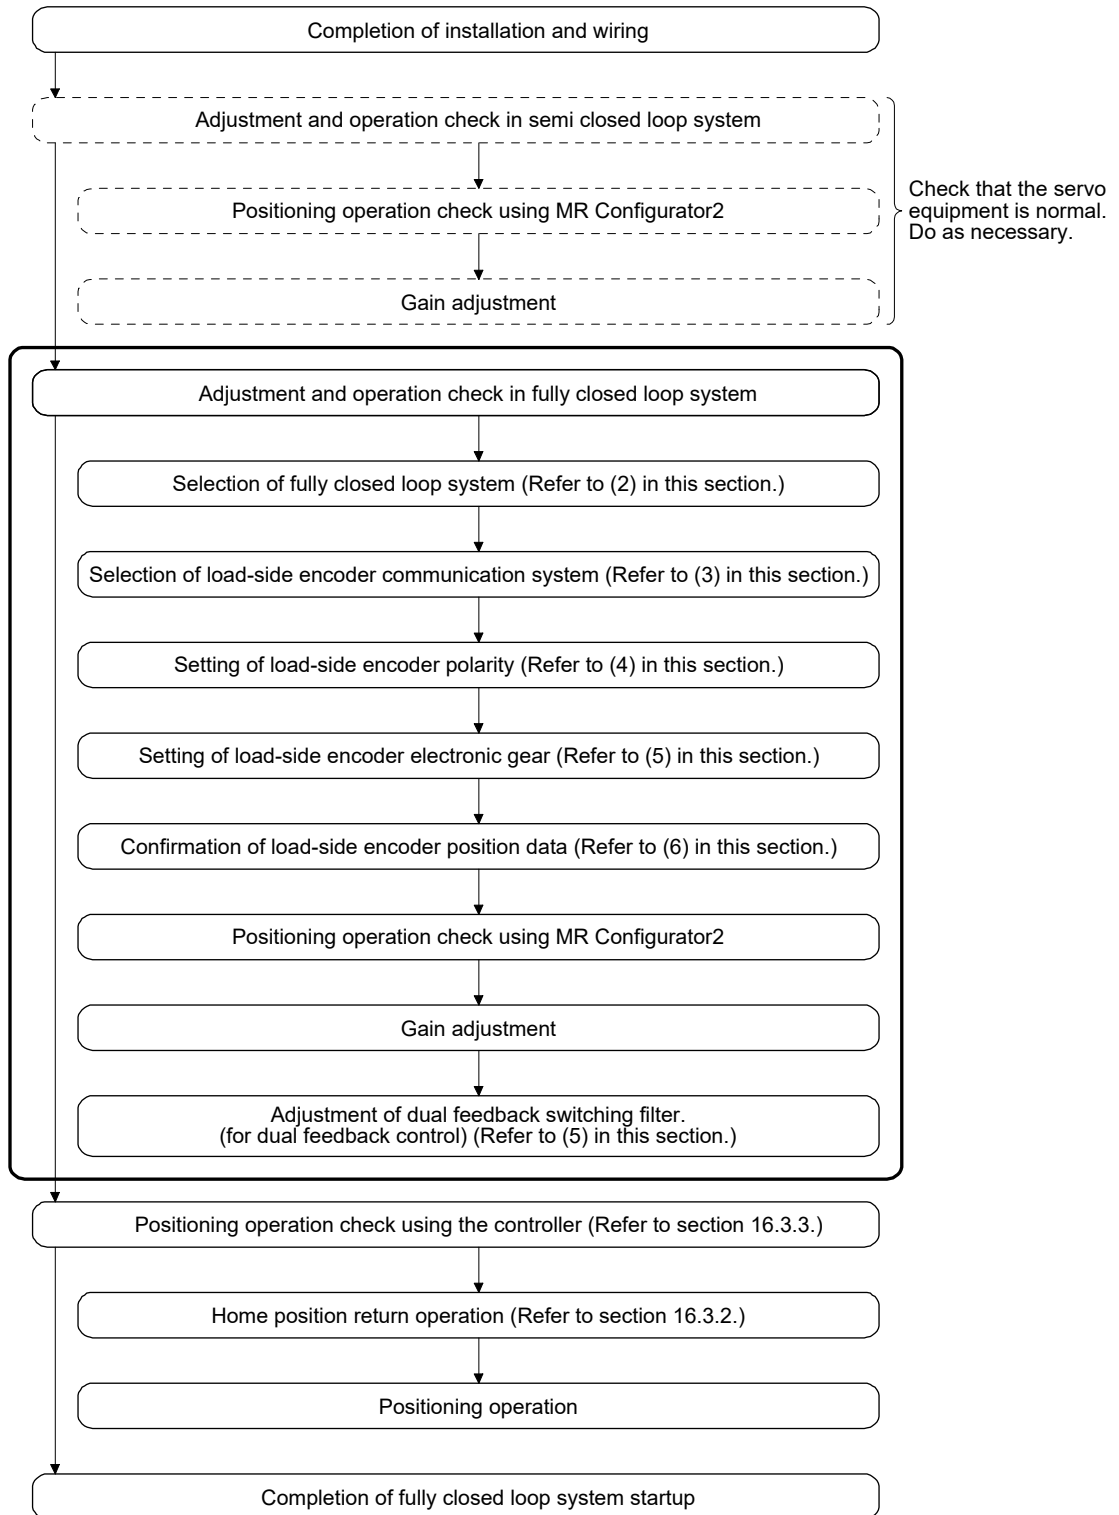 Completion of installation and wiring
Adjustment and operation check in semi closed loop system
Positioning operation check using MR Configurator2
Gain adjustment
Check that the servo
equipment is normal.
Do as necessary.
Adjustment and operation check in fully closed loop system
Selection of fully closed loop system (Refer to (2) in this section.)
Selection of load-side encoder communication system (Refer to (3) in this section.)
Setting of load-side encoder polarity (Refer to (4) in this section.)
Setting of load-side encoder electronic gear (Refer to (5) in this section.)
Confirmation of load-side encoder position data (Refer to (6) in this section.)
Positioning operation check using MR Configurator2
Gain adjustment
Adjustment of dual feedback switching filter.
(for dual feedback control) (Refer to (5) in this section.)
Positioning operation check using the controller (Refer to section 16.3.3.)
Home position return operation (Refer to section 16.3.2.)
Positioning operation
Completion of fully closed loop system startup